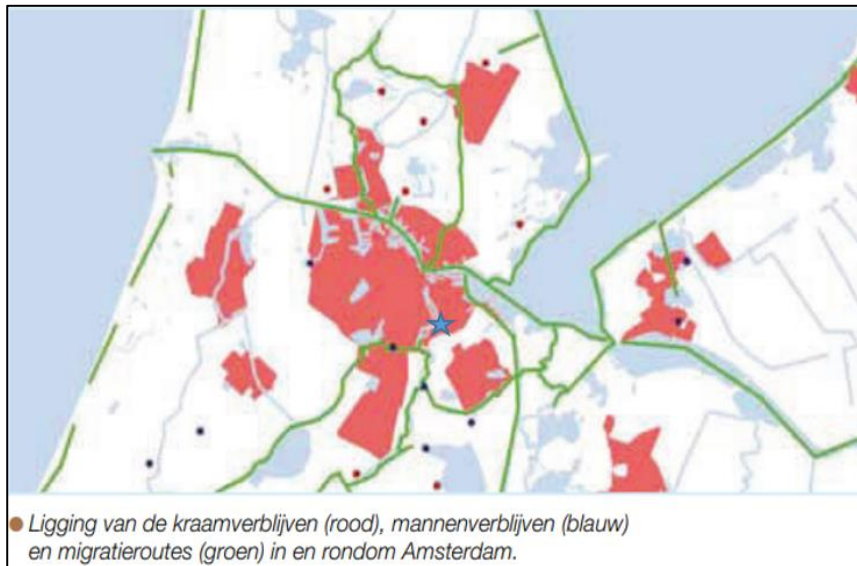 Ligging van de kraamverblijven (rood), mannenverblijven (blauw)
en migratieroutes (groen) in en rondom Amsterdam.